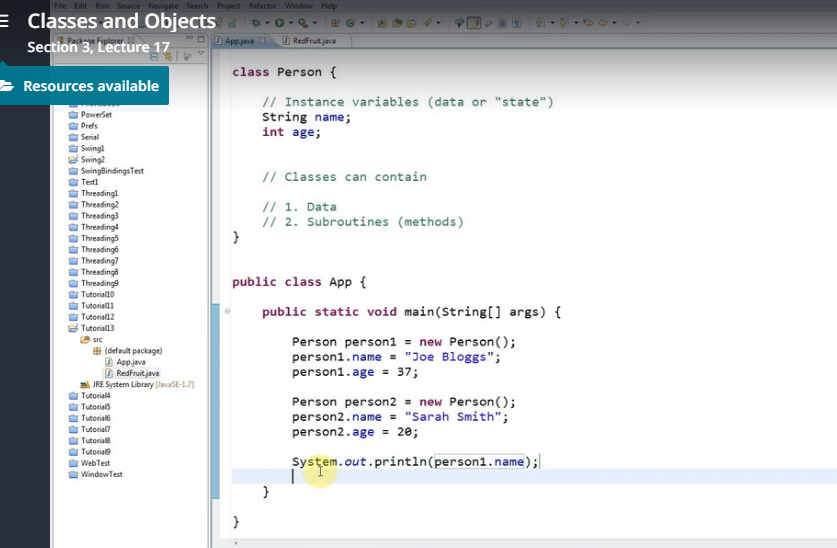 File Edit Run Source Navigate Search Project Refactor Window Help
Classes and Objects
Section 3, Lecture 17
Resources available
Package Explorer
PowerSet
Prefs
Serial
Swing1
Swing2
SwingBindingsTest
Test1
Threading1
Threading2
Threading3
Threading4
Threading5
Threading6
Threading7
Threading8
Threading9
Tutorial10
Tutorial11
Tutorial12
Tutorial13
src
(default package)
App.java
RedFruit.java
JRE System Library [JavaSE-1.7]
Tutorial4
Tutorial5
Tutorial6
Tutorial7
Tutorial8
Tutorial9
WebTest
WindowTest
App.java RedFruit.java
class Person {
// Instance variables (data or "state")
String name;
int age;
// Classes can contain
// 1. Data
// 2. Subroutines (methods)
}
public class App {
public static void main(String[] args) {
Person person1 = new Person();
person1.name = "Joe Bloggs";
person1.age = 37;
Person person2 = new Person();
person2.name = "Sarah Smith";
person2.age = 20;
System.out.println(person1.name);
}
}